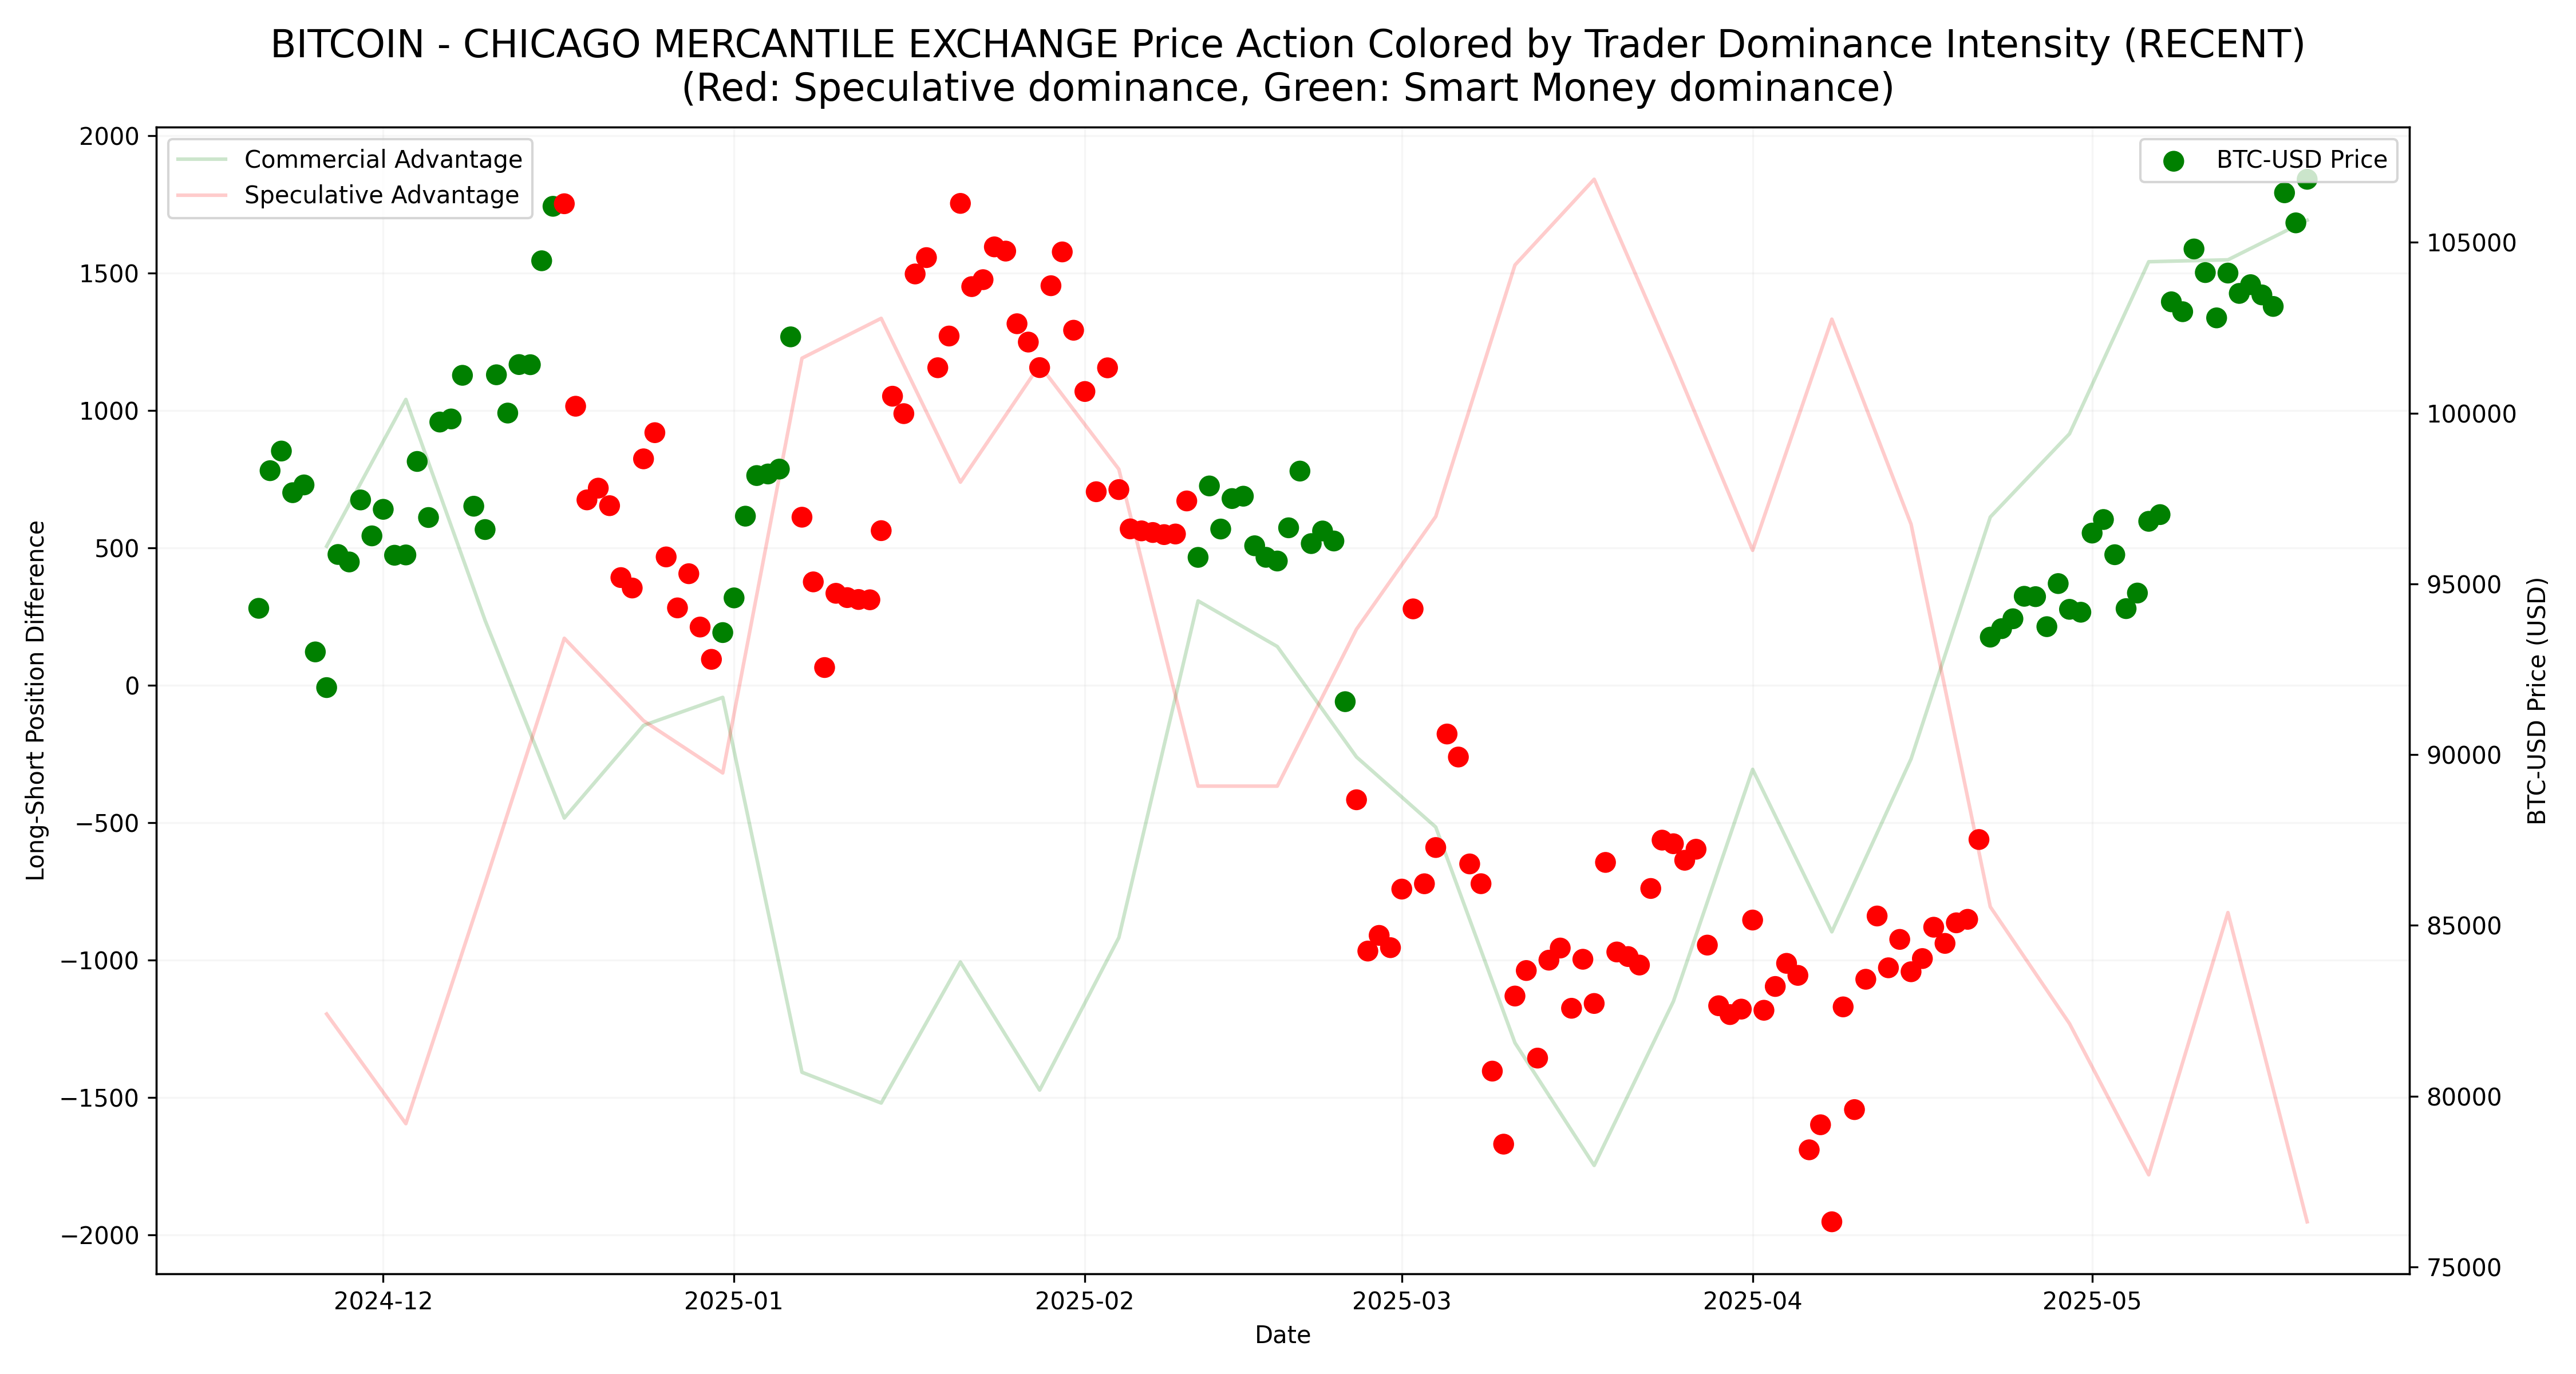 BITCOIN - CHICAGO MERCANTILE EXCHANGE Price Action Colored by Trader Dominance Intensity (RECENT)
(Red: Speculative dominance, Green: Smart Money dominance)
Commercial Advantage
Speculative Advantage
BTC-USD Price
Long-Short Position Difference
2000
1500
1000
500
0
−500
−1000
−1500
−2000
105000
100000
95000
90000
85000
80000
75000
BTC-USD Price (USD)
2024-12
2025-01
2025-02
2025-03
2025-04
2025-05
Date